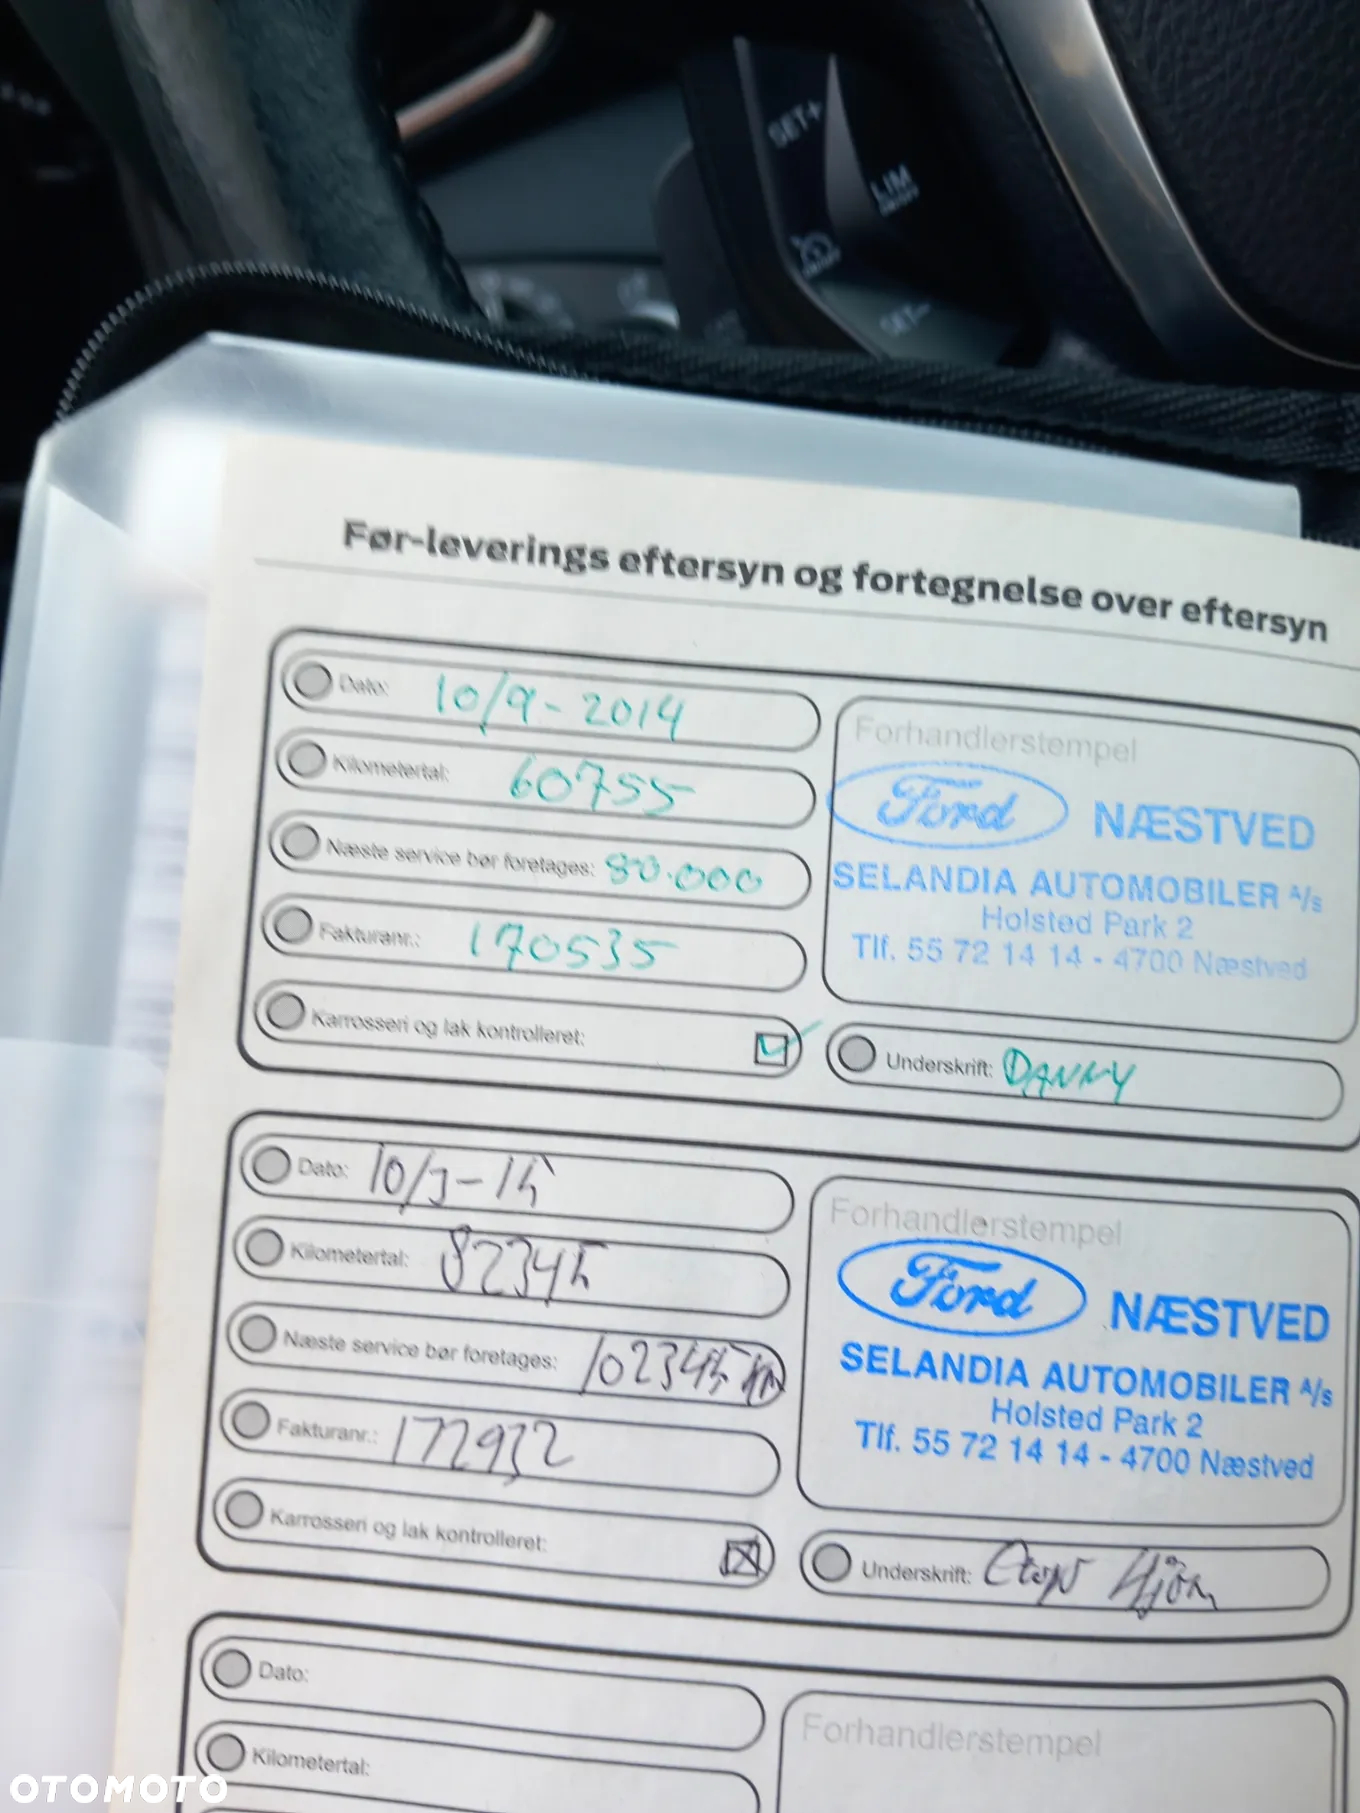 SET+
LIM
SET-
Før-leverings eftersyn og fortegnelse over eftersyn
Dato: 10/9-2014
Kilometertal: 60755
Næste service bør foretages: 80.000
Fakturanr.: 170535
Karrosseri og lak kontrolleret:
Forhandlerstempel
Ford NÆSTVED
SELANDIA AUTOMOBILER A/S
Holsted Park 2
Tlf. 55 72 14 14 - 4700 Næstved
Underskrift: DANNY
Dato:
Kilometertal: 82345
Næste service bør foretages: 102345 km
Fakturanr.: 172932
Karrosseri og lak kontrolleret:
Forhandlerstempel
Ford NÆSTVED
SELANDIA AUTOMOBILER A/S
Holsted Park 2
Tlf. 55 72 14 14 - 4700 Næstved
Underskrift:
Dato:
Kilometertal:
Forhandlerstempel
OTOMOTO